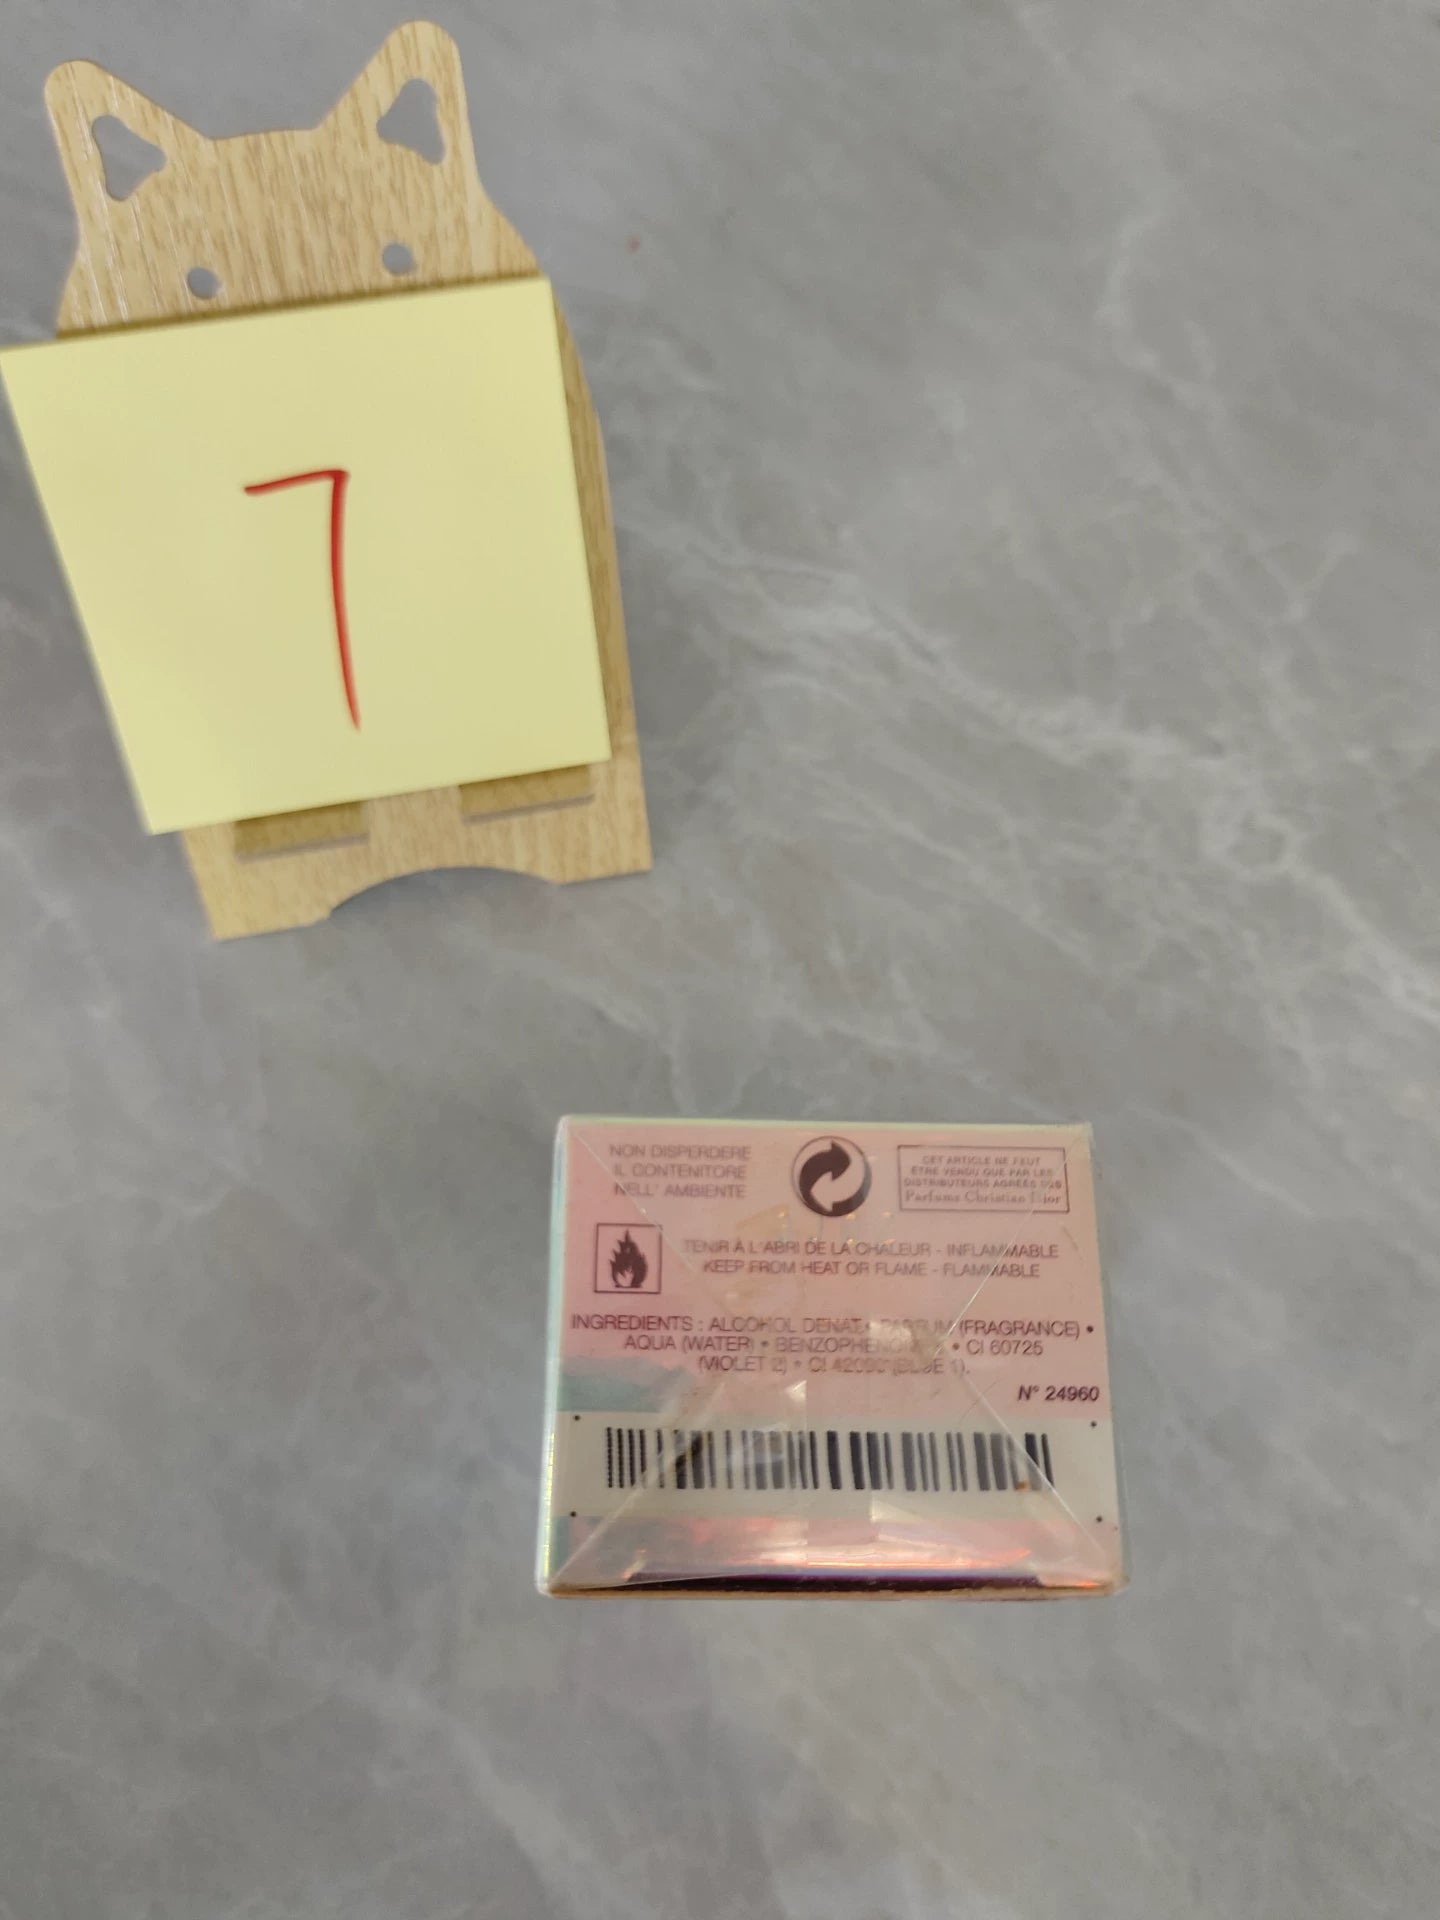 7
NON DISPERDERE
IL CONTENITORE
NELL' AMBIENTE
CET ARTICLE NE PEUT
ÊTRE VENDU QUE PAR LES
DISTRIBUTEURS AGRÉÉS D28
Parfums Christian Dior
TENIR À L'ABRI DE LA CHALEUR - INFLAMMABLE
KEEP FROM HEAT OR FLAME - FLAMMABLE
INGREDIENTS : ALCOHOL DENAT • PARFUM (FRAGRANCE) •
AQUA (WATER) • • CI 60725
(VIOLET 2) • CI 42090 (BLUE 1).
N° 24960